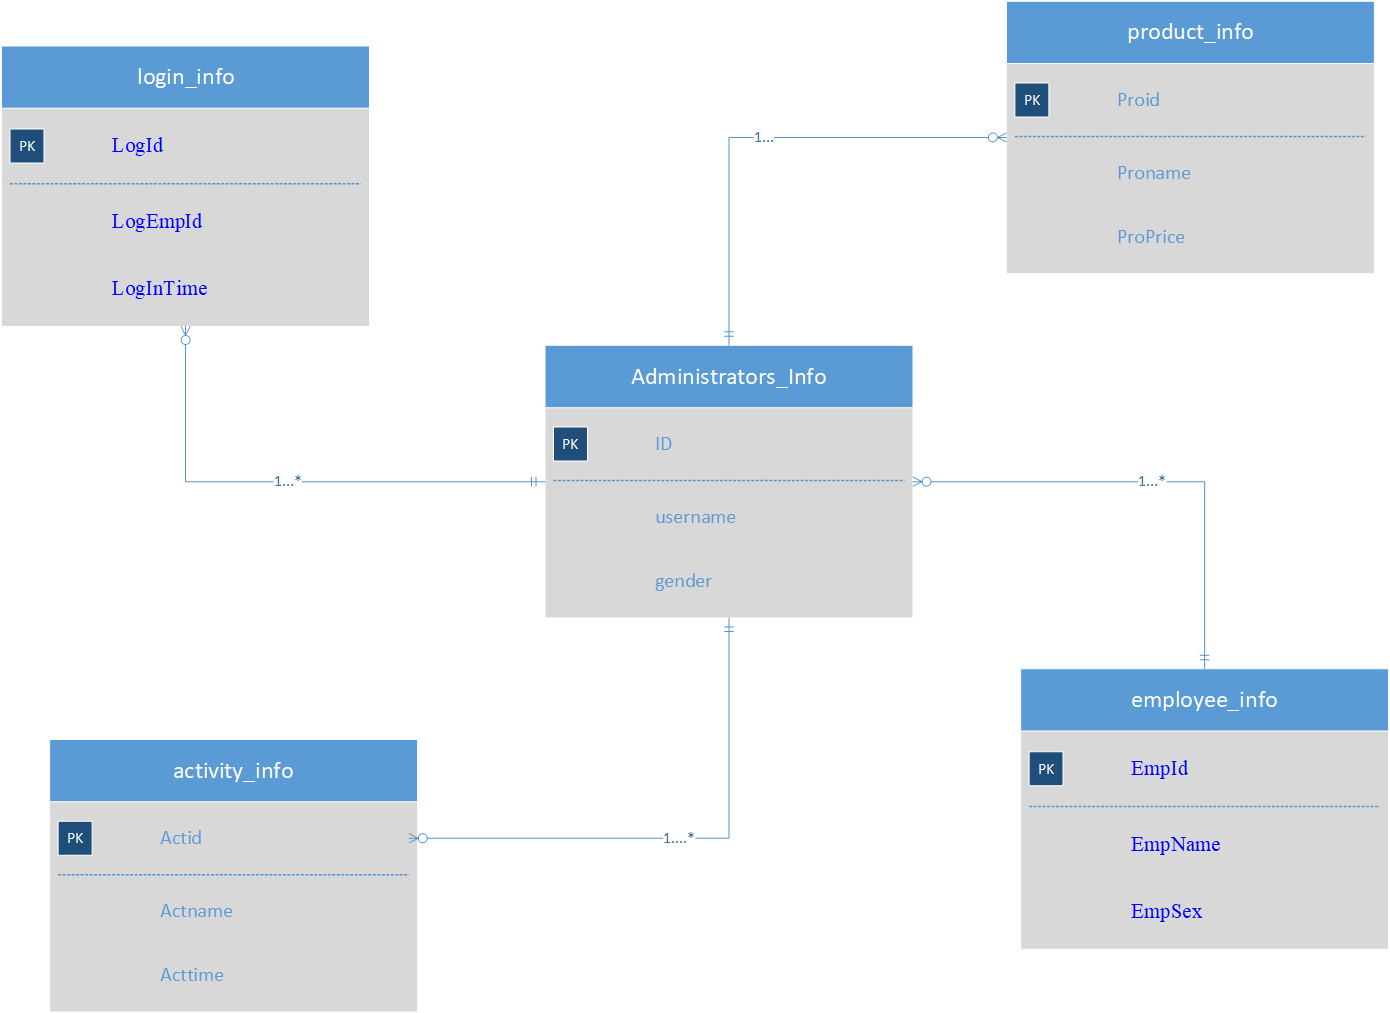 product_info
PK Proid
Proname
ProPrice
login_info
PK LogId
LogEmpId
LogInTime
1...
Administrators_Info
PK ID
username
gender
1...*
1...*
employee_info
PK EmpId
EmpName
EmpSex
activity_info
PK Actid
Actname
Acttime
1....*